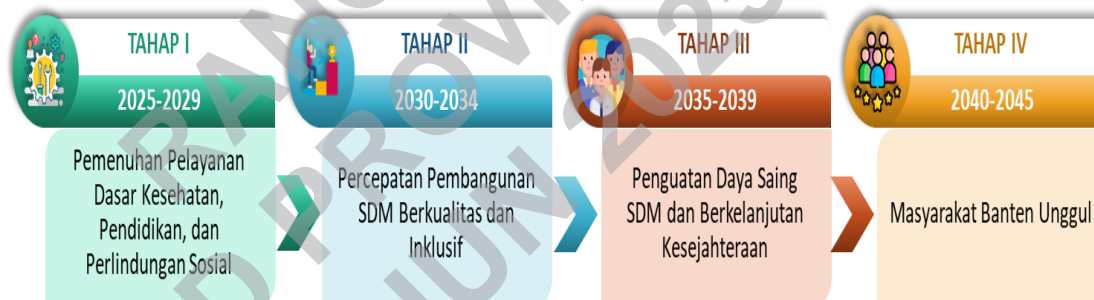 TAHAP I
2025-2029
Pemenuhan Pelayanan
Dasar Kesehatan,
Pendidikan, dan
Perlindungan Sosial
TAHAP II
2030-2034
Percepatan Pembangunan
SDM Berkualitas dan
Inklusif
TAHAP III
2035-2039
Penguatan Daya Saing
SDM dan Berkelanjutan
Kesejahteraan
TAHAP IV
2040-2045
Masyarakat Banten Unggul